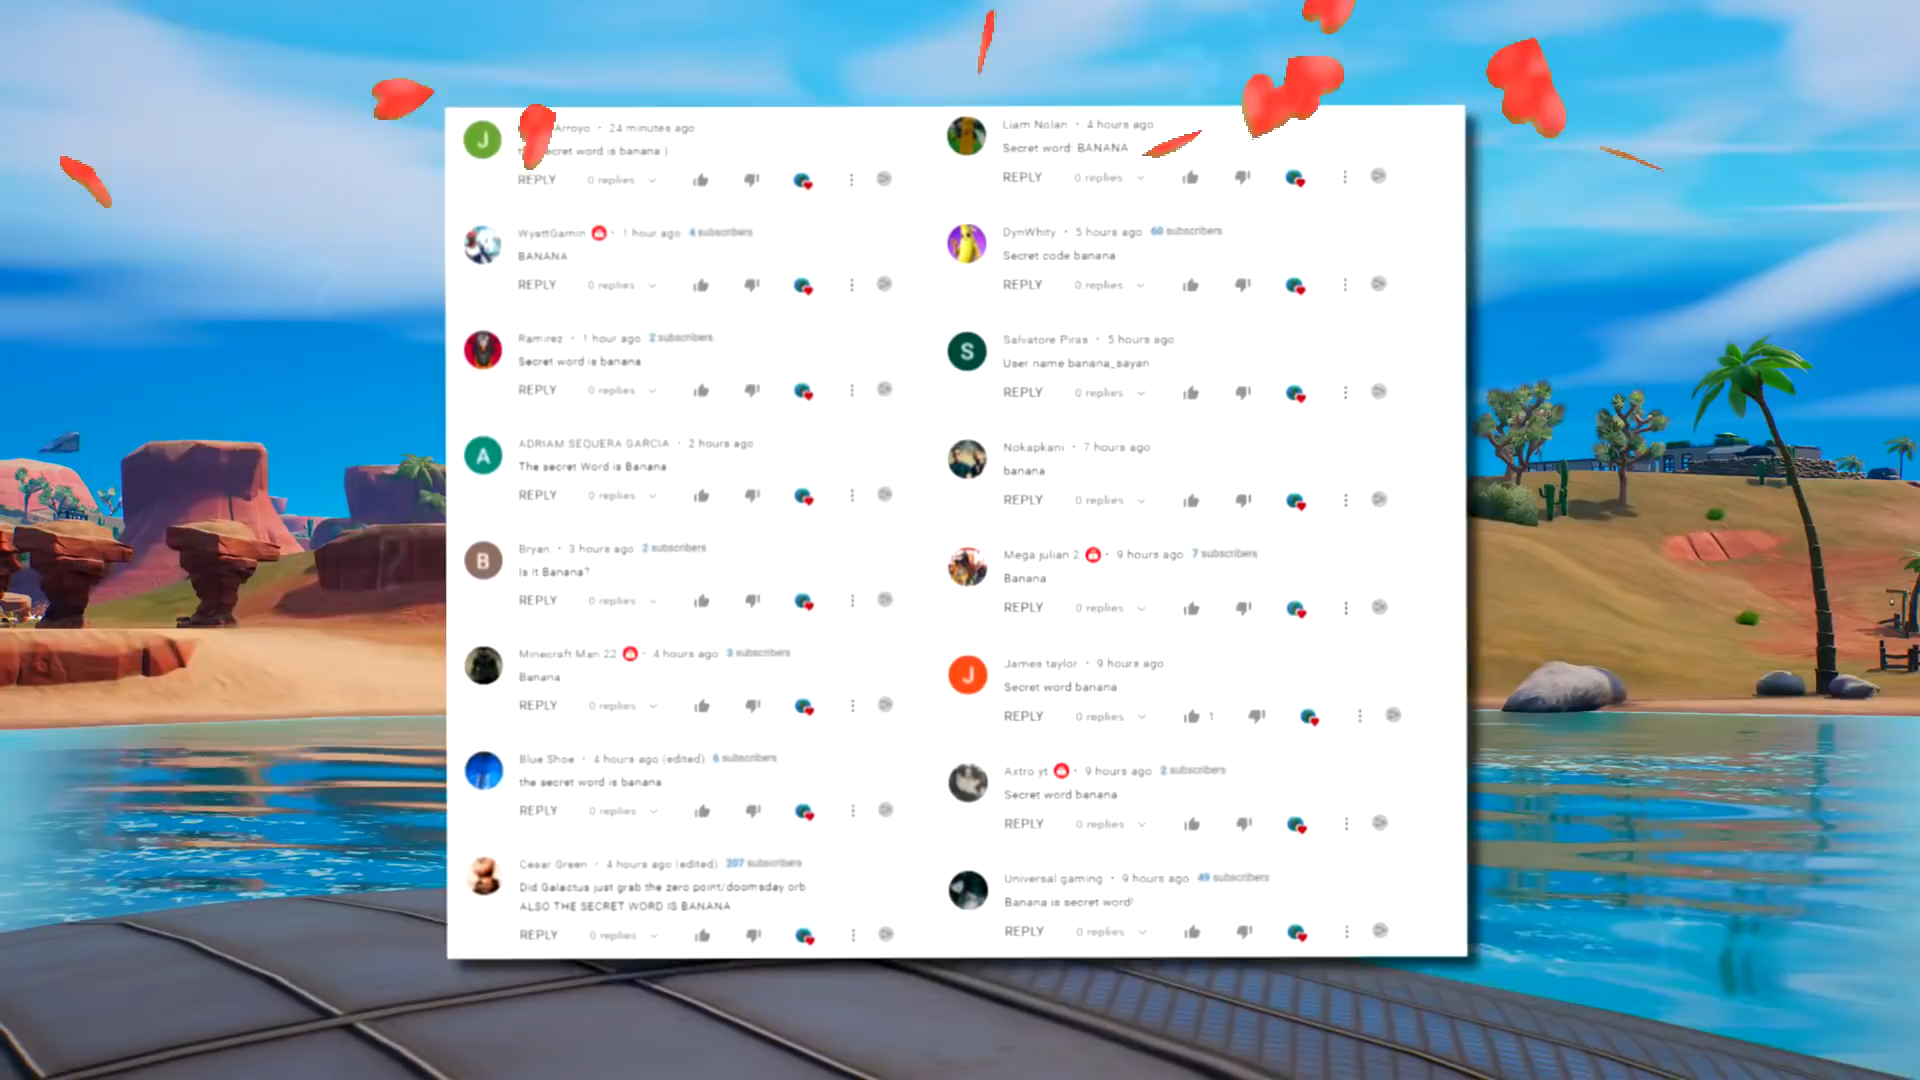 Arroyo · 24 minutes ago
secret word is banana )
REPLY 0 replies
WyattGamin · 1 hour ago 4 subscribers
BANANA
REPLY 0 replies
Ramirez · 1 hour ago 2 subscribers
Secret word is banana
REPLY 0 replies
A
ADRIAM SEQUERA GARCIA · 2 hours ago
The secret Word is Banana
REPLY 0 replies
B
Bryan · 3 hours ago 2 subscribers
Is it Banana?
REPLY 0 replies
Minecraft Man 22 · 4 hours ago 3 subscribers
Banana
REPLY 0 replies
Blue Shoe · 4 hours ago (edited) 6 subscribers
the secret word is banana
REPLY 0 replies
Cesar Green · 4 hours ago (edited) 207 subscribers
Did Galactus just grab the zero point/doomsday orb
ALSO THE SECRET WORD IS BANANA
REPLY 0 replies
J
Liam Nolan · 4 hours ago
Secret word: BANANA
REPLY 0 replies
DynWhity · 5 hours ago 60 subscribers
Secret code banana
REPLY 0 replies
S
Salvatore Piras · 5 hours ago
User name banana_sayan
REPLY 0 replies
Nokapkani · 7 hours ago
banana
REPLY 0 replies
Mega julian 2 · 9 hours ago 7 subscribers
Banana
REPLY 0 replies
J
James taylor · 9 hours ago
Secret word banana
REPLY 0 replies 1
Axtro yt · 9 hours ago 2 subscribers
Secret word banana
REPLY 0 replies
Universal gaming · 9 hours ago 49 subscribers
Banana is secret word!
REPLY 0 replies